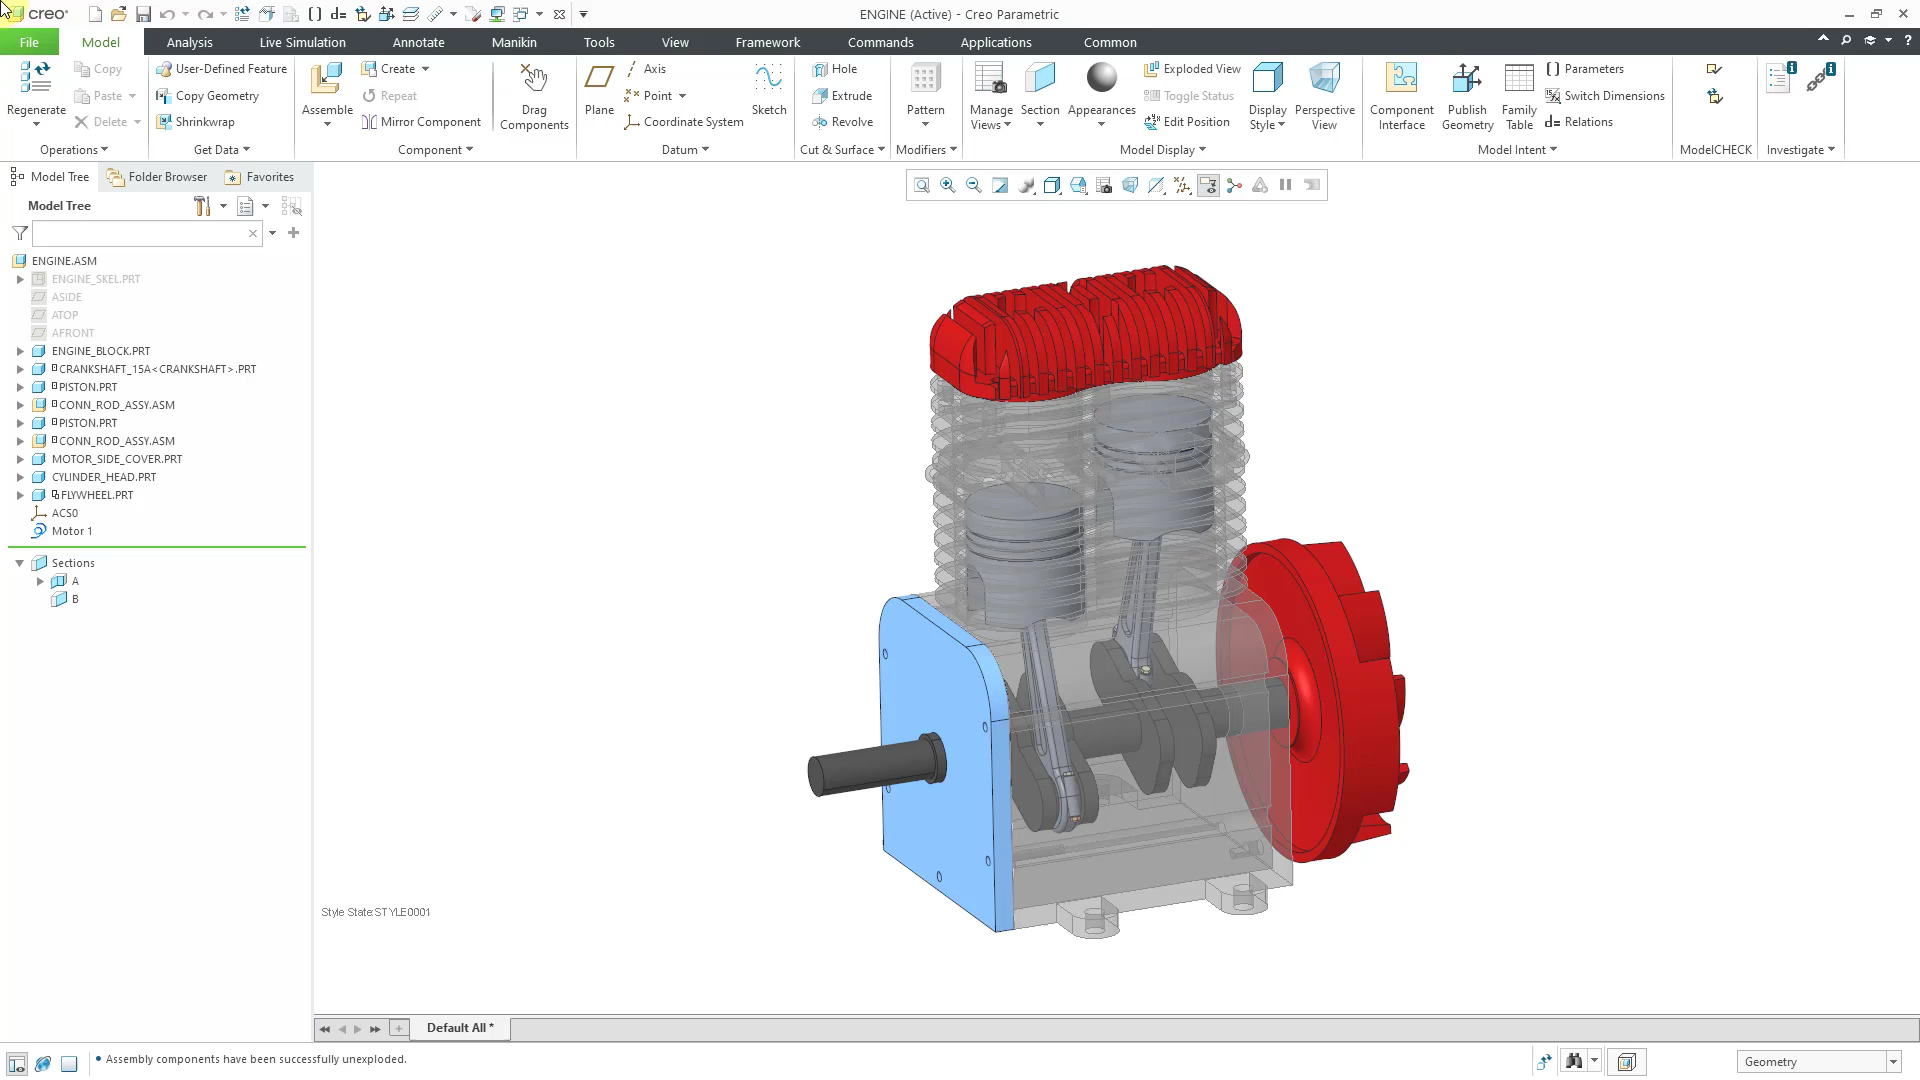 creo
ENGINE (Active) - Creo Parametric
File
Model
Analysis
Live Simulation
Annotate
Manikin
Tools
View
Framework
Commands
Applications
Common
Regenerate
Copy
Paste
Delete
Operations
User-Defined Feature
Copy Geometry
Shrinkwrap
Get Data
Assemble
Create
Repeat
Mirror Component
Component
Drag
Components
Plane
Axis
Point
Coordinate System
Sketch
Datum
Hole
Extrude
Revolve
Cut & Surface
Pattern
Modifiers
Manage
Views
Section
Appearances
Exploded View
Toggle Status
Edit Position
Display
Style
Perspective
View
Model Display
Component
Interface
Publish
Geometry
Family
Table
Parameters
Switch Dimensions
d= Relations
Model Intent
ModelCHECK
Investigate
Model Tree
Folder Browser
Favorites
Model Tree
ENGINE.ASM
ENGINE_SKEL.PRT
ASIDE
ATOP
AFRONT
ENGINE_BLOCK.PRT
CRANKSHAFT_15A<CRANKSHAFT>.PRT
PISTON.PRT
CONN_ROD_ASSY.ASM
PISTON.PRT
CONN_ROD_ASSY.ASM
MOTOR_SIDE_COVER.PRT
CYLINDER_HEAD.PRT
FLYWHEEL.PRT
ACS0
Motor 1
Sections
A
B
Style State:STYLE0001
Default All *
Assembly components have been successfully unexploded.
Geometry